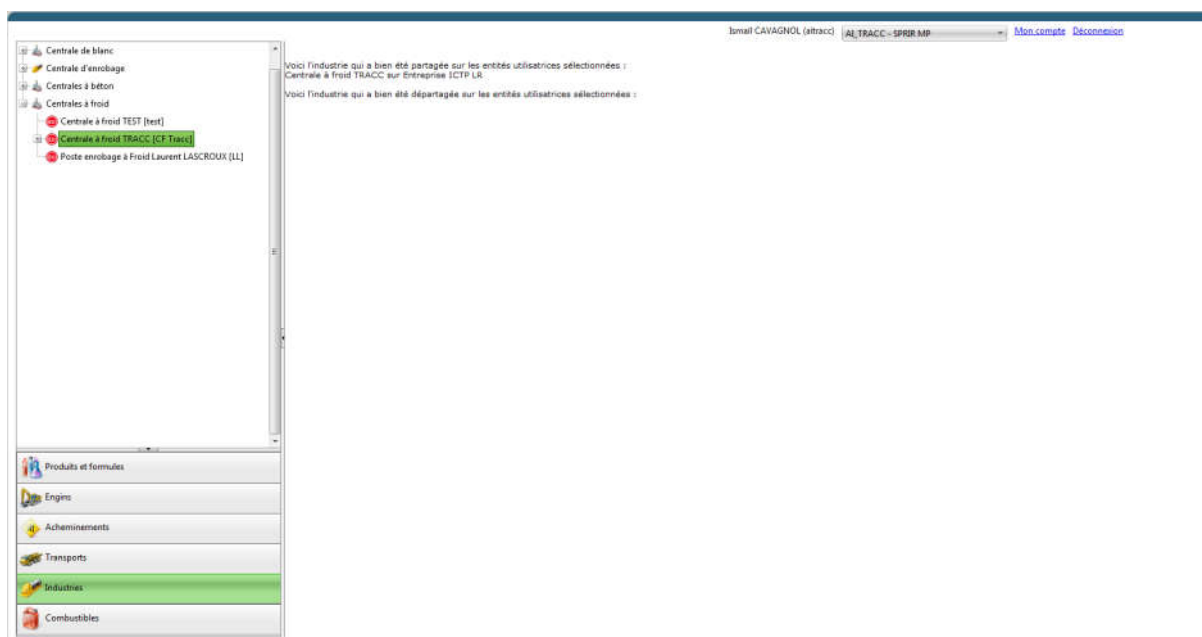 Ismail CAVAGNOL (aitracc) AI_TRACC - SPRIR MP Mon compte Déconnexion
Centrale de blanc
Centrale d'enrobage
Centrales à béton
Centrales à froid
Centrale à froid TEST [test]
Centrale à froid TRACC [CF Tracc]
Poste enrobage à Froid Laurent LASCROUX [LL]
Voici l'industrie qui a bien été partagée sur les entités utilisatrices sélectionnées :
Centrale à froid TRACC sur Entreprise ICTP LR
Voici l'industrie qui a bien été départagée sur les entités utilisatrices sélectionnées :
Produits et formules
Engins
Acheminements
Transports
Industries
Combustibles